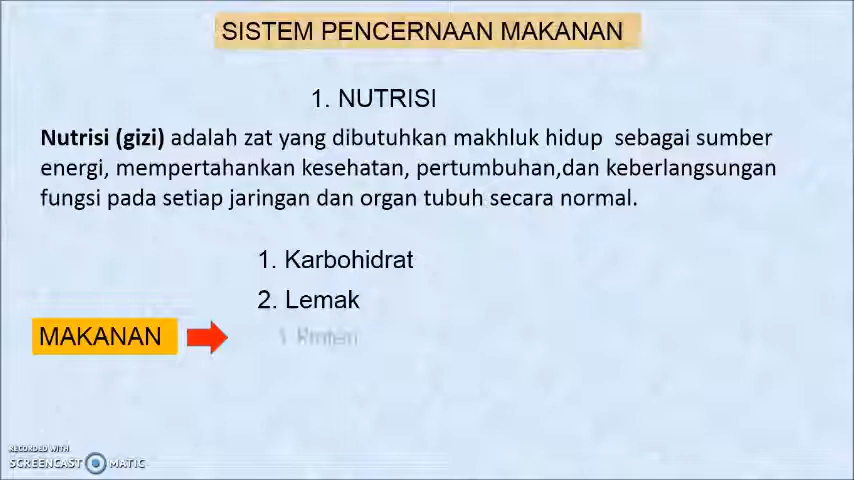 SISTEM PENCERNAAN MAKANAN
1. NUTRISI
Nutrisi (gizi) adalah zat yang dibutuhkan makhluk hidup sebagai sumber
energi, mempertahankan kesehatan, pertumbuhan,dan keberlangsungan
fungsi pada setiap jaringan dan organ tubuh secara normal.
1. Karbohidrat
2. Lemak
MAKANAN
RECORDED WITH
SCREENCAST MATIC